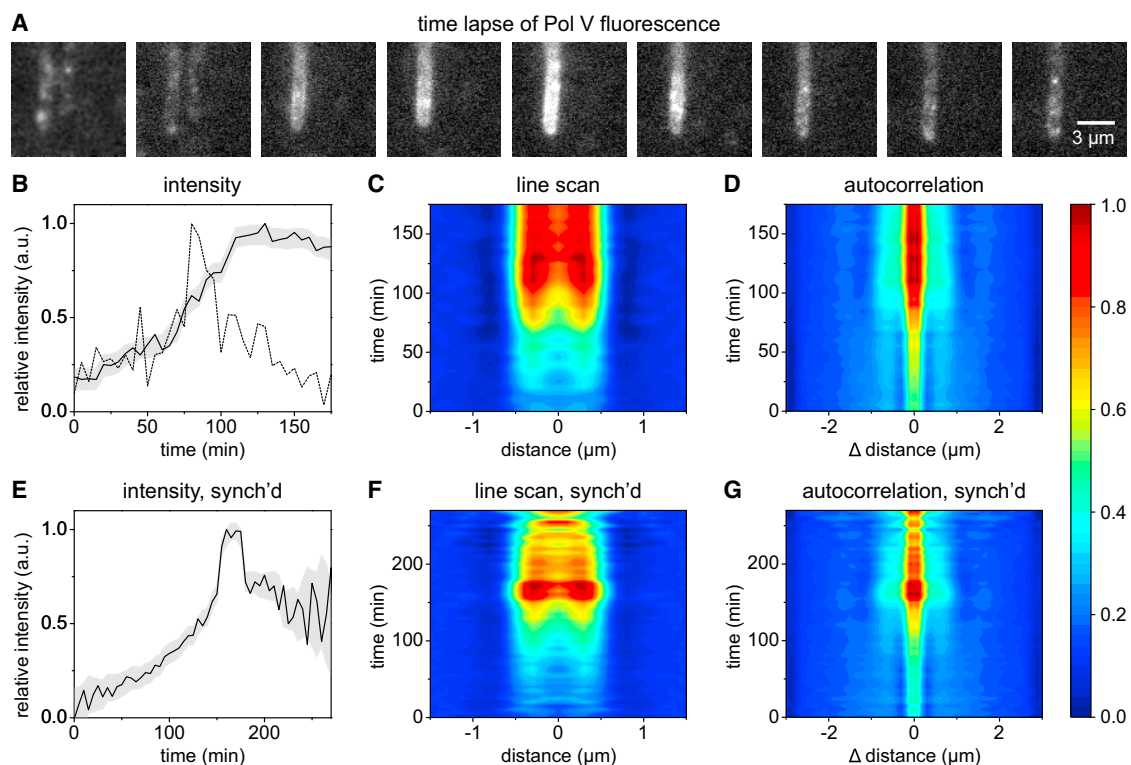 A
time lapse of Pol V fluorescence
3 µm
B
intensity
relative intensity (a.u.)
1.0
0.5
0.0
0
50
100
150
time (min)
C
line scan
time (min)
150
100
50
0
-1
0
1
distance (µm)
D
autocorrelation
time (min)
150
100
50
0
-2
0
2
Δ distance (µm)
1.0
0.8
0.6
0.4
0.2
0.0
E
intensity, synch'd
relative intensity (a.u.)
1.0
0.5
0.0
0
100
200
time (min)
F
line scan, synch'd
time (min)
200
100
0
-1
0
1
distance (µm)
G
autocorrelation, synch'd
time (min)
200
100
0
-2
0
2
Δ distance (µm)